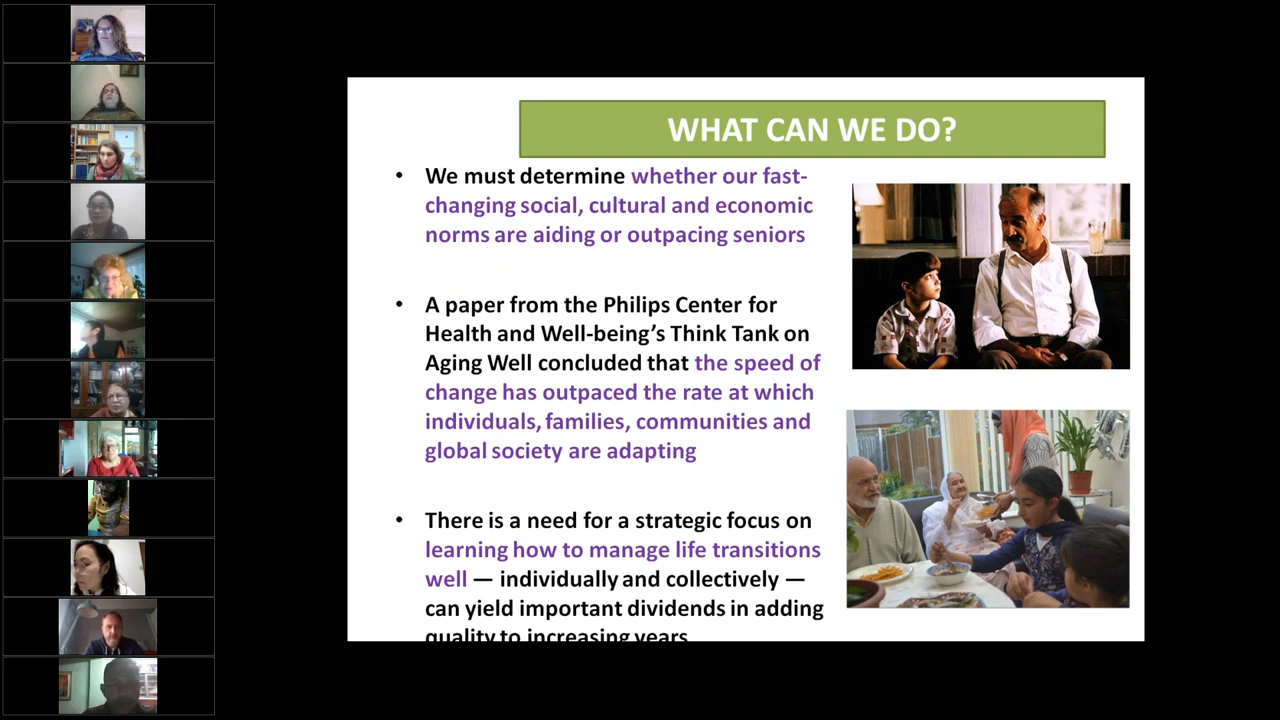 WHAT CAN WE DO?
• We must determine whether our fast-
changing social, cultural and economic
norms are aiding or outpacing seniors
• A paper from the Philips Center for
Health and Well-being's Think Tank on
Aging Well concluded that the speed of
change has outpaced the rate at which
individuals, families, communities and
global society are adapting
• There is a need for a strategic focus on
learning how to manage life transitions
well — individually and collectively —
can yield important dividends in adding
quality to increasing years